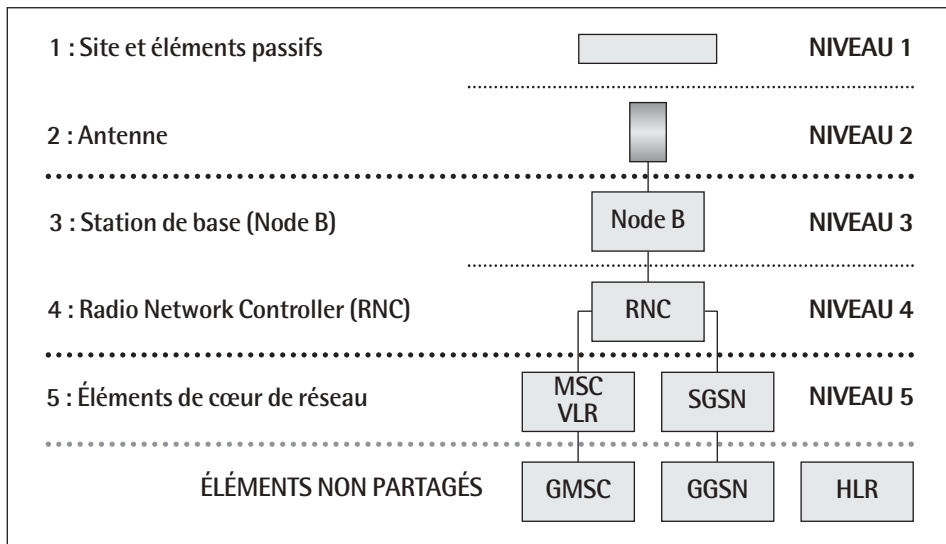 1 : Site et éléments passifs NIVEAU 1
2 : Antenne NIVEAU 2
3 : Station de base (Node B) Node B NIVEAU 3
4 : Radio Network Controller (RNC) RNC NIVEAU 4
5 : Éléments de cœur de réseau MSC VLR SGSN NIVEAU 5
ÉLÉMENTS NON PARTAGÉS GMSC GGSN HLR